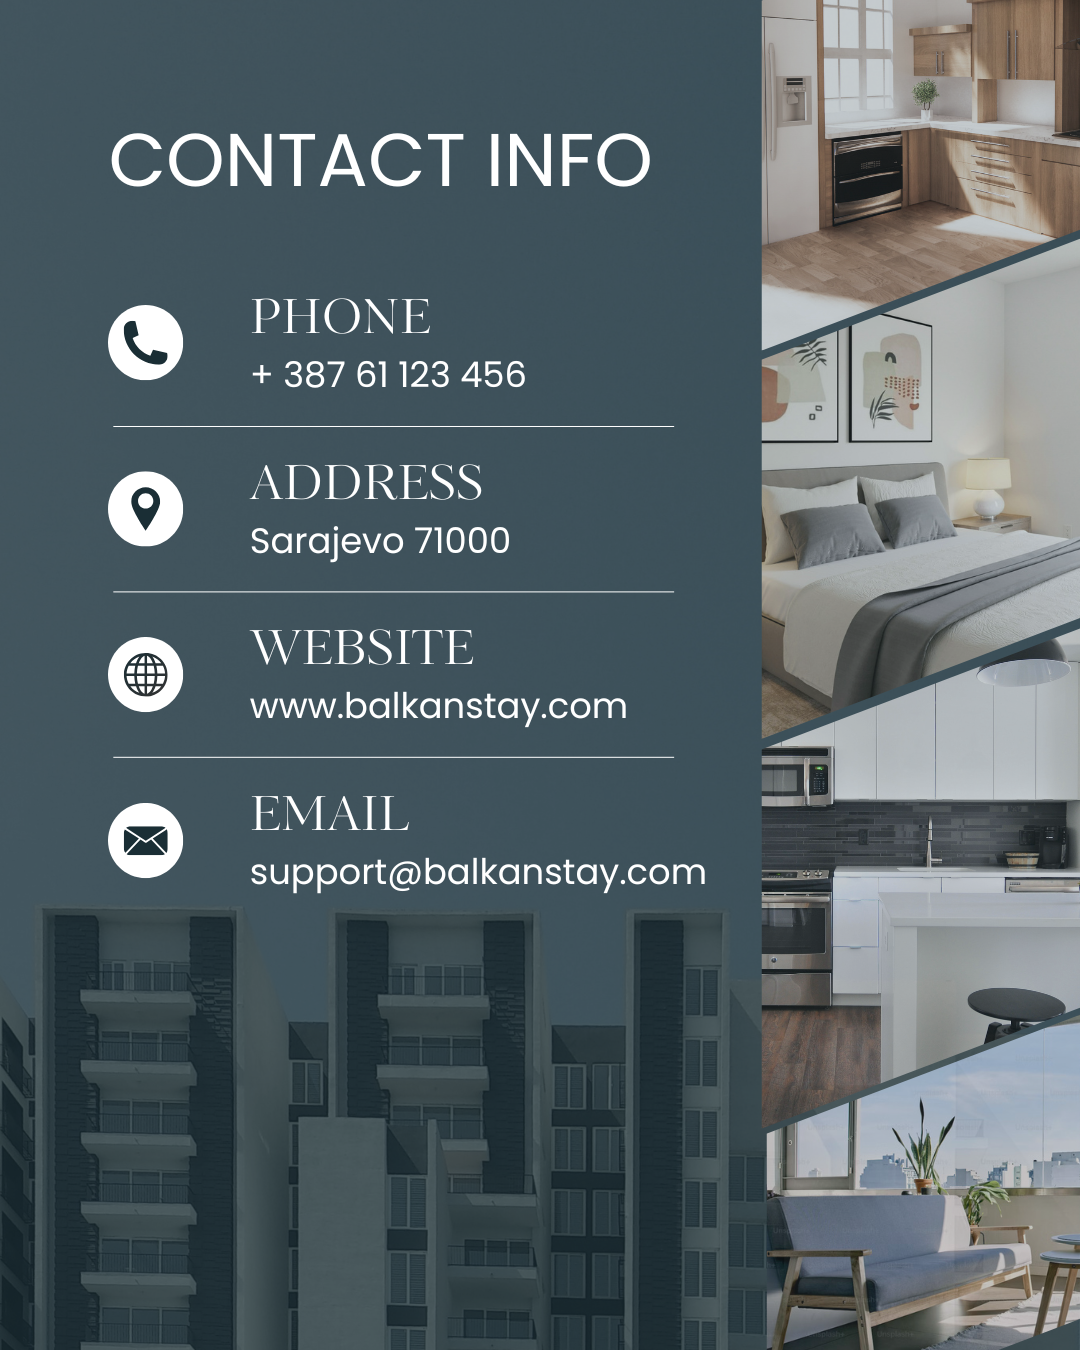 CONTACT INFO
PHONE
+ 387 61 123 456
ADDRESS
Sarajevo 71000
WEBSITE
www.balkanstay.com
EMAIL
support@balkanstay.com